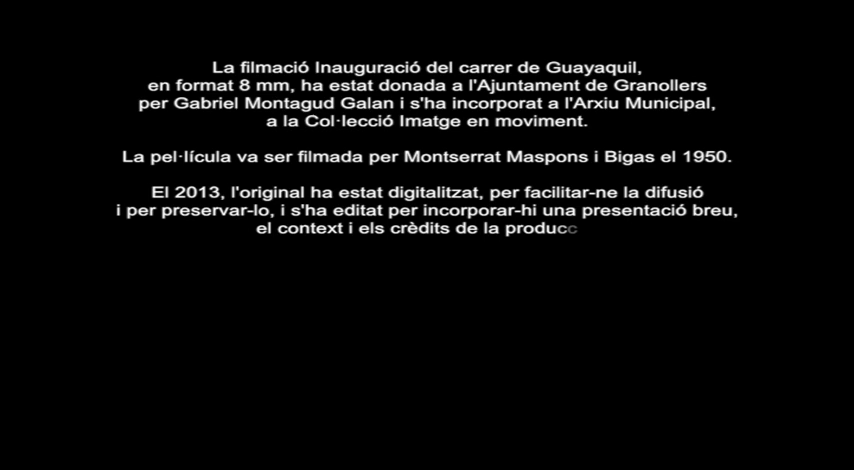 La filmació Inauguració del carrer de Guayaquil,
en format 8 mm, ha estat donada a l'Ajuntament de Granollers
per Gabriel Montagud Galan i s'ha incorporat a l'Arxiu Municipal,
a la Col·lecció Imatge en moviment.
La pel·lícula va ser filmada per Montserrat Maspons i Bigas el 1950.
El 2013, l'original ha estat digitalitzat, per facilitar-ne la difusió
i per preservar-lo, i s'ha editat per incorporar-hi una presentació breu,
el context i els crèdits de la producc